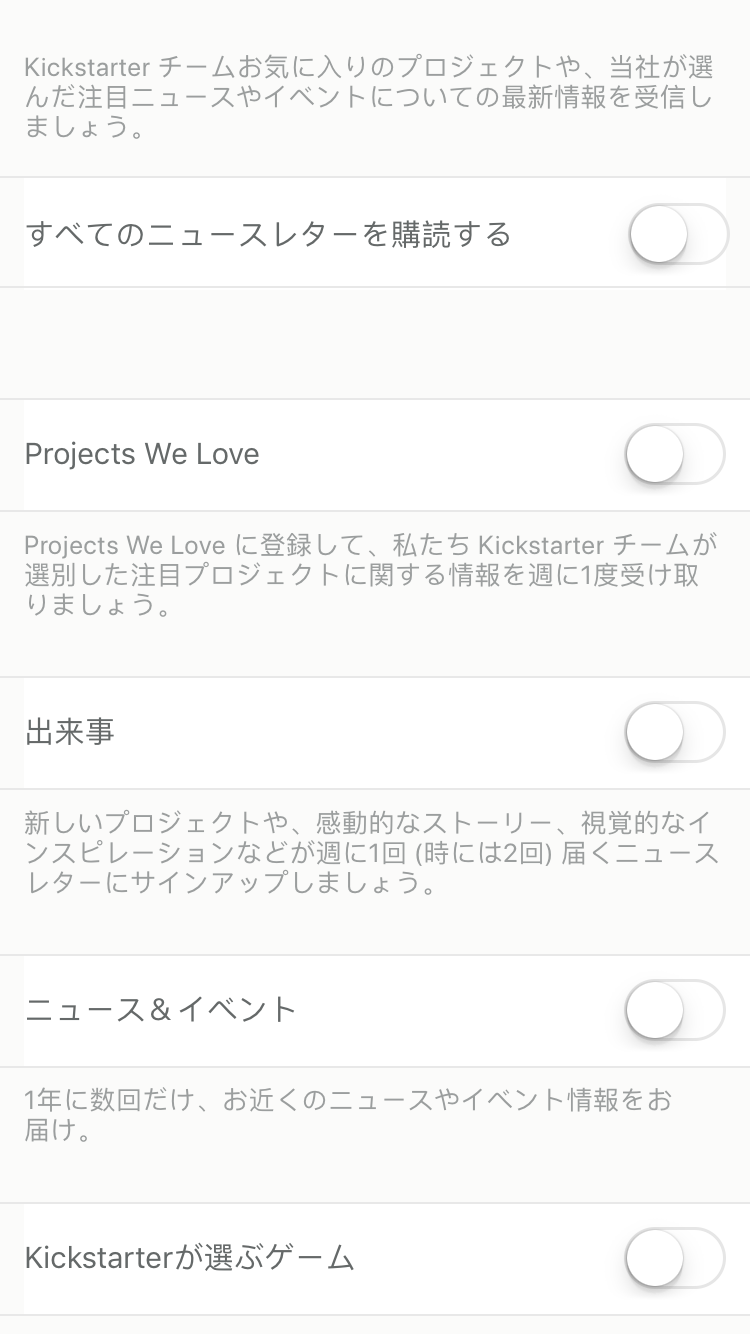 Kickstarter チームお気に入りのプロジェクトや、当社が選
んだ注目ニュースやイベントについての最新情報を受信し
ましょう。
すべてのニュースレターを購読する
Projects We Love
Projects We Love に登録して、私たち Kickstarter チームが
選別した注目プロジェクトに関する情報を週に1度受け取
りましょう。
出来事
新しいプロジェクトや、感動的なストーリー、視覚的なイ
ンスピレーションなどが週に1回 (時には2回) 届くニュース
レターにサインアップしましょう。
ニュース＆イベント
1年に数回だけ、お近くのニュースやイベント情報をお
届け。
Kickstarterが選ぶゲーム